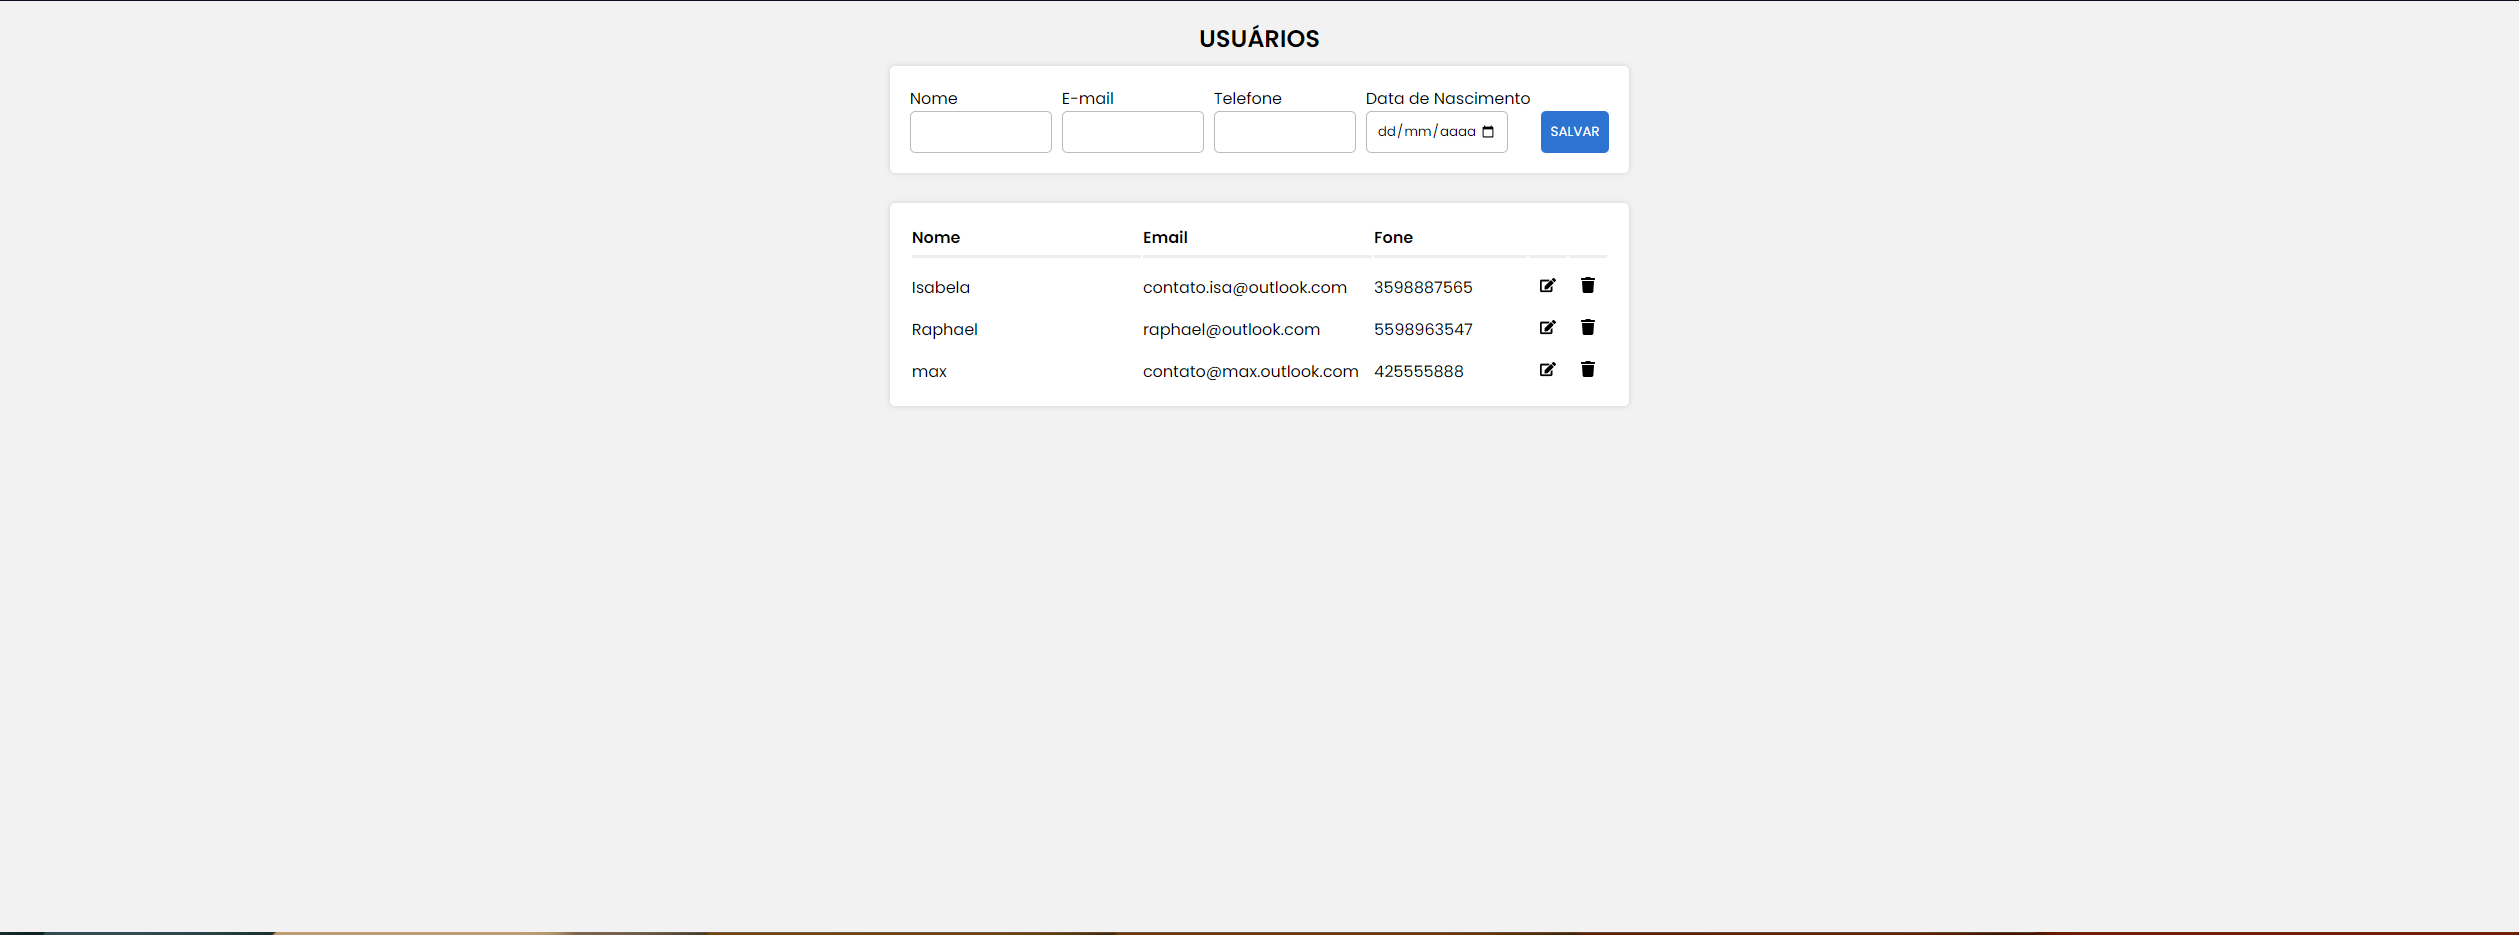 USUÁRIOS
Nome E-mail Telefone Data de Nascimento
dd/mm/aaaa SALVAR
Nome Email Fone
Isabela contato.isa@outlook.com 3598887565
Raphael raphael@outlook.com 5598963547
max contato@max.outlook.com 425555888